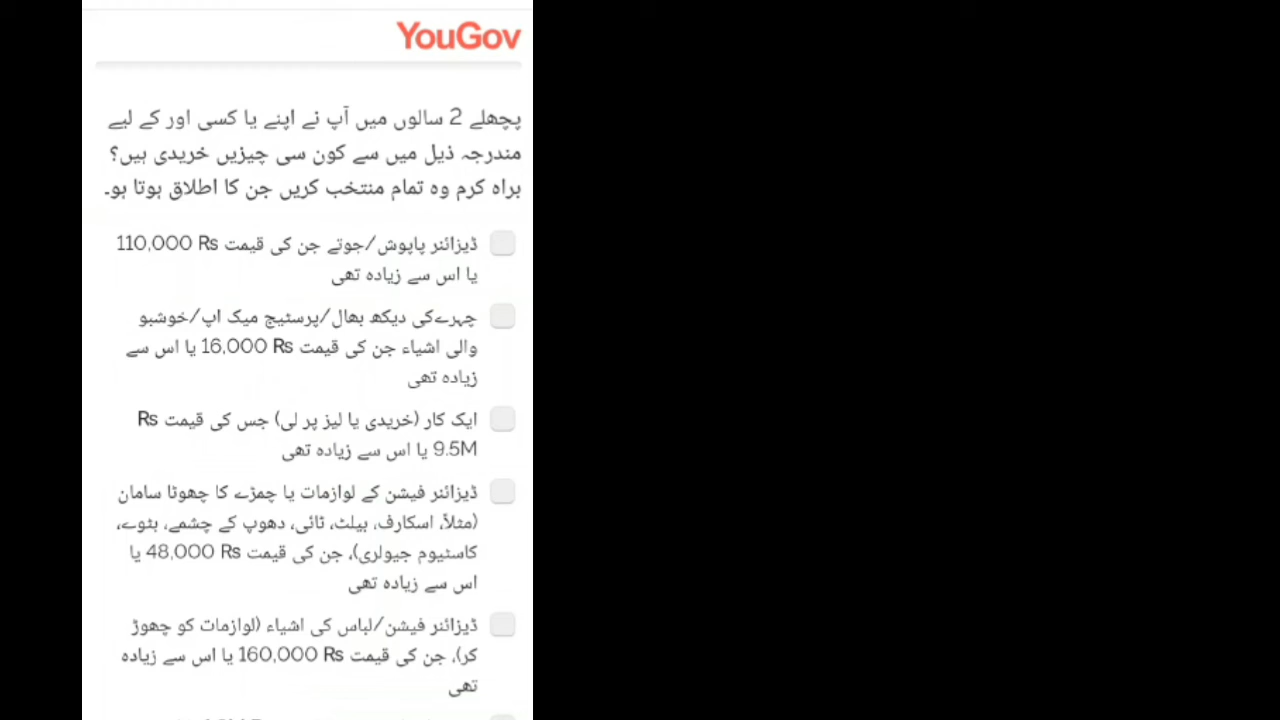 YouGov
پچھلے 2 سالوں میں آپ نے اپنے یا کسی اور کے لیے
مندرجہ ذیل میں سے کون سی چیزیں خریدی ہیں؟
براہ کرم وہ تمام منتخب کریں جن کا اطلاق ہوتا ہو۔
ڈیزائنر پاپوش/جوتے جن کی قیمت Rs 110,000
یا اس سے زیادہ تھی
چہرےکی دیکھ بھال/پرسٹیج میک اپ/خوشبو
والی اشیاء جن کی قیمت Rs 16,000 یا اس سے
زیادہ تھی
ایک کار (خریدی یا لیز پر لی) جس کی قیمت Rs
9.5M یا اس سے زیادہ تھی
ڈیزائنر فیشن کے لوازمات یا چمڑے کا چھوٹا سامان
(مثلاً، اسکارف، بیلٹ، ٹائی، دھوپ کے چشمے، بٹوے،
کاسٹیوم جیولری)، جن کی قیمت Rs 48,000 یا
اس سے زیادہ تھی
ڈیزائنر فیشن/لباس کی اشیاء (لوازمات کو چھوڑ
کر)، جن کی قیمت Rs 160,000 یا اس سے زیادہ
تھی